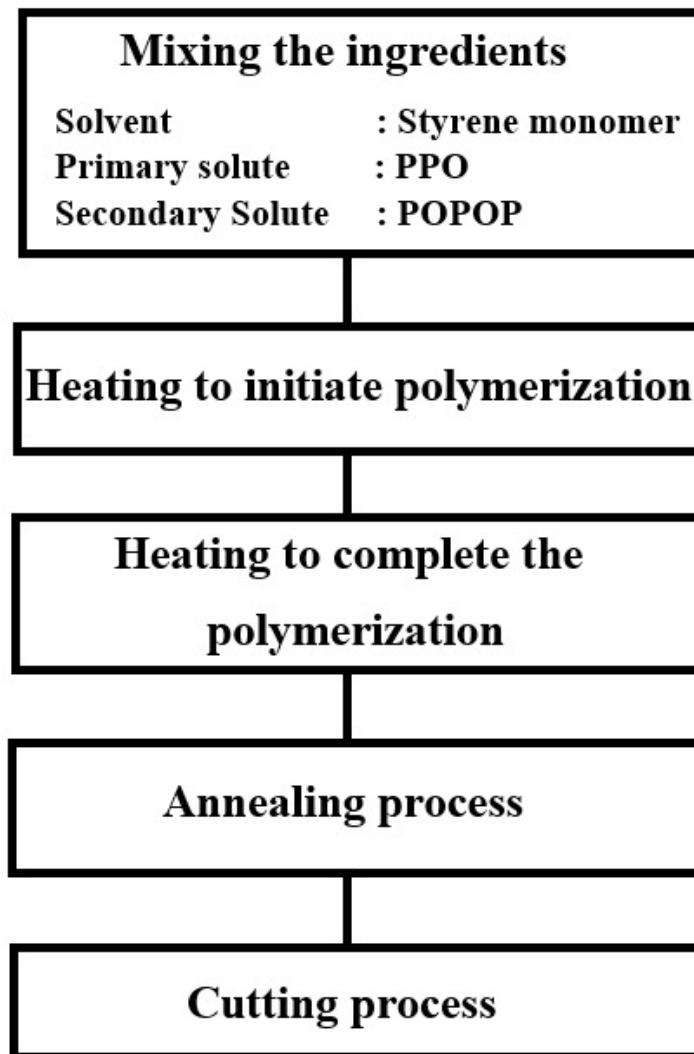 Mixing the ingredients
Solvent : Styrene monomer
Primary solute : PPO
Secondary Solute : POPOP
Heating to initiate polymerization
Heating to complete the
polymerization
Annealing process
Cutting process